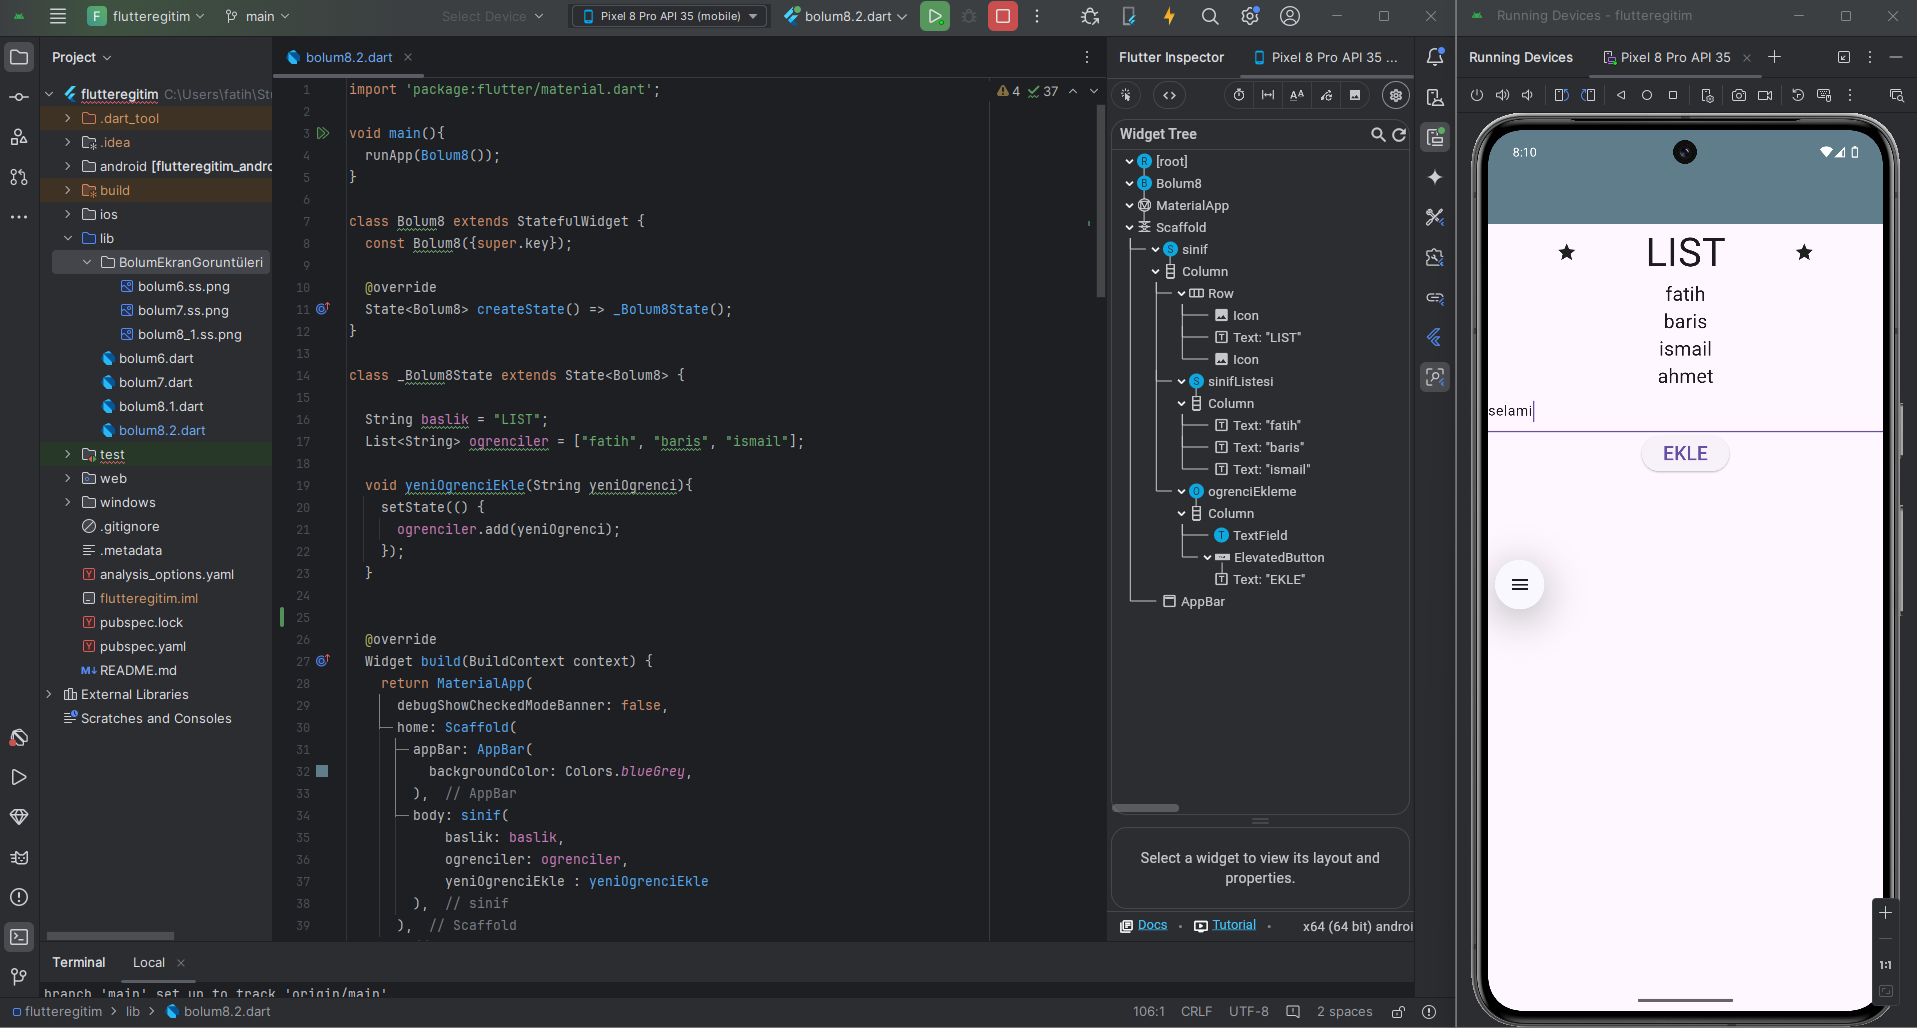 flutteregitim
main
Select Device
Pixel 8 Pro API 35 (mobile)
bolum8.2.dart
Running Devices - flutteregitim
Project
bolum8.2.dart
Flutter Inspector
Pixel 8 Pro API 35 ...
Running Devices
Pixel 8 Pro API 35
flutteregitim C:\Users\fatih\St
.dart_tool
.idea
android [flutteregitim_andro
build
ios
lib
BolumEkranGoruntüleri
bolum6.ss.png
bolum7.ss.png
bolum8_1.ss.png
bolum6.dart
bolum7.dart
bolum8.1.dart
bolum8.2.dart
test
web
windows
.gitignore
.metadata
analysis_options.yaml
flutteregitim.iml
pubspec.lock
pubspec.yaml
README.md
External Libraries
Scratches and Consoles
4 37
1 import 'package:flutter/material.dart';
2
3 void main(){
4 runApp(Bolum8());
5 }
6
7 class Bolum8 extends StatefulWidget {
8 const Bolum8({super.key});
9
10 @override
11 State<Bolum8> createState() => _Bolum8State();
12 }
13
14 class _Bolum8State extends State<Bolum8> {
15
16 String baslik = "LIST";
17 List<String> ogrenciler = ["fatih", "baris", "ismail"];
18
19 void yeniOgrenciEkle(String yeniOgrenci){
20 setState(() {
21 ogrenciler.add(yeniOgrenci);
22 });
23 }
24
25
26 @override
27 Widget build(BuildContext context) {
28 return MaterialApp(
29 debugShowCheckedModeBanner: false,
30 home: Scaffold(
31 appBar: AppBar(
32 backgroundColor: Colors.blueGrey,
33 ), // AppBar
34 body: sinif(
35 baslik: baslik,
36 ogrenciler: ogrenciler,
37 yeniOgrenciEkle : yeniOgrenciEkle
38 ), // sinif
39 ), // Scaffold
Widget Tree
[root]
Bolum8
MaterialApp
Scaffold
sinif
Column
Row
Icon
Text: "LIST"
Icon
sinifListesi
Column
Text: "fatih"
Text: "baris"
Text: "ismail"
ogrenciEkleme
Column
TextField
ElevatedButton
Text: "EKLE"
AppBar
Select a widget to view its layout and
properties.
Docs
Tutorial
x64 (64 bit) androi
8:10
LIST
fatih
baris
ismail
ahmet
selami
EKLE
1:1
Terminal
Local
branch 'main' set up to track 'origin/main'
flutteregitim > lib > bolum8.2.dart
106:1 CRLF UTF-8 2 spaces